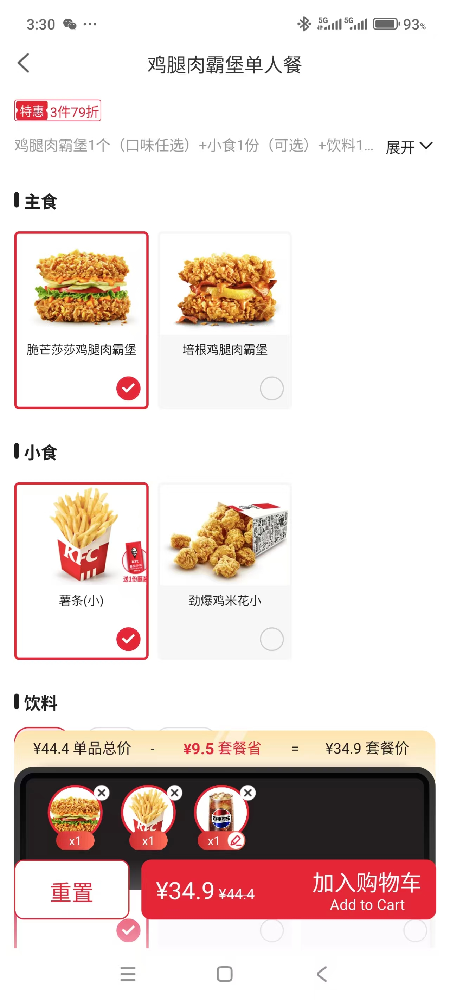 3:30 ... 5G 5G 93%
鸡腿肉霸堡单人餐
特惠 3件79折
鸡腿肉霸堡1个（口味任选）+小食1份（可选）+饮料1... 展开
主食
脆芒莎莎鸡腿肉霸堡 培根鸡腿肉霸堡
小食
KFC
KFC
送1份蘸酱
薯条(小) 劲爆鸡米花小
饮料
¥44.4 单品总价 - ¥9.5 套餐省 = ¥34.9 套餐价
KFC 百事可乐
x1 x1 x1
重置 ¥34.9 ¥44.4 加入购物车
Add to Cart